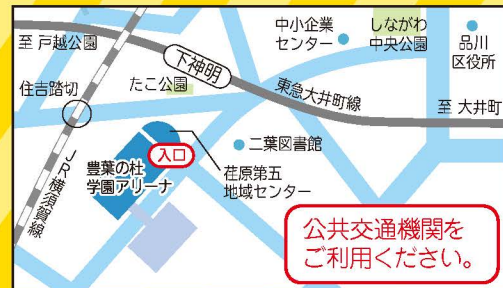 至 戸越公園
住吉踏切
たこ公園
下神明
中小企業
センター
しながわ
中央公園
品川
区役所
東急大井町線
至 大井町
JR横須賀線
豊葉の杜
学園アリーナ
入口
二葉図書館
荏原第五
地域センター
公共交通機関を
ご利用ください。